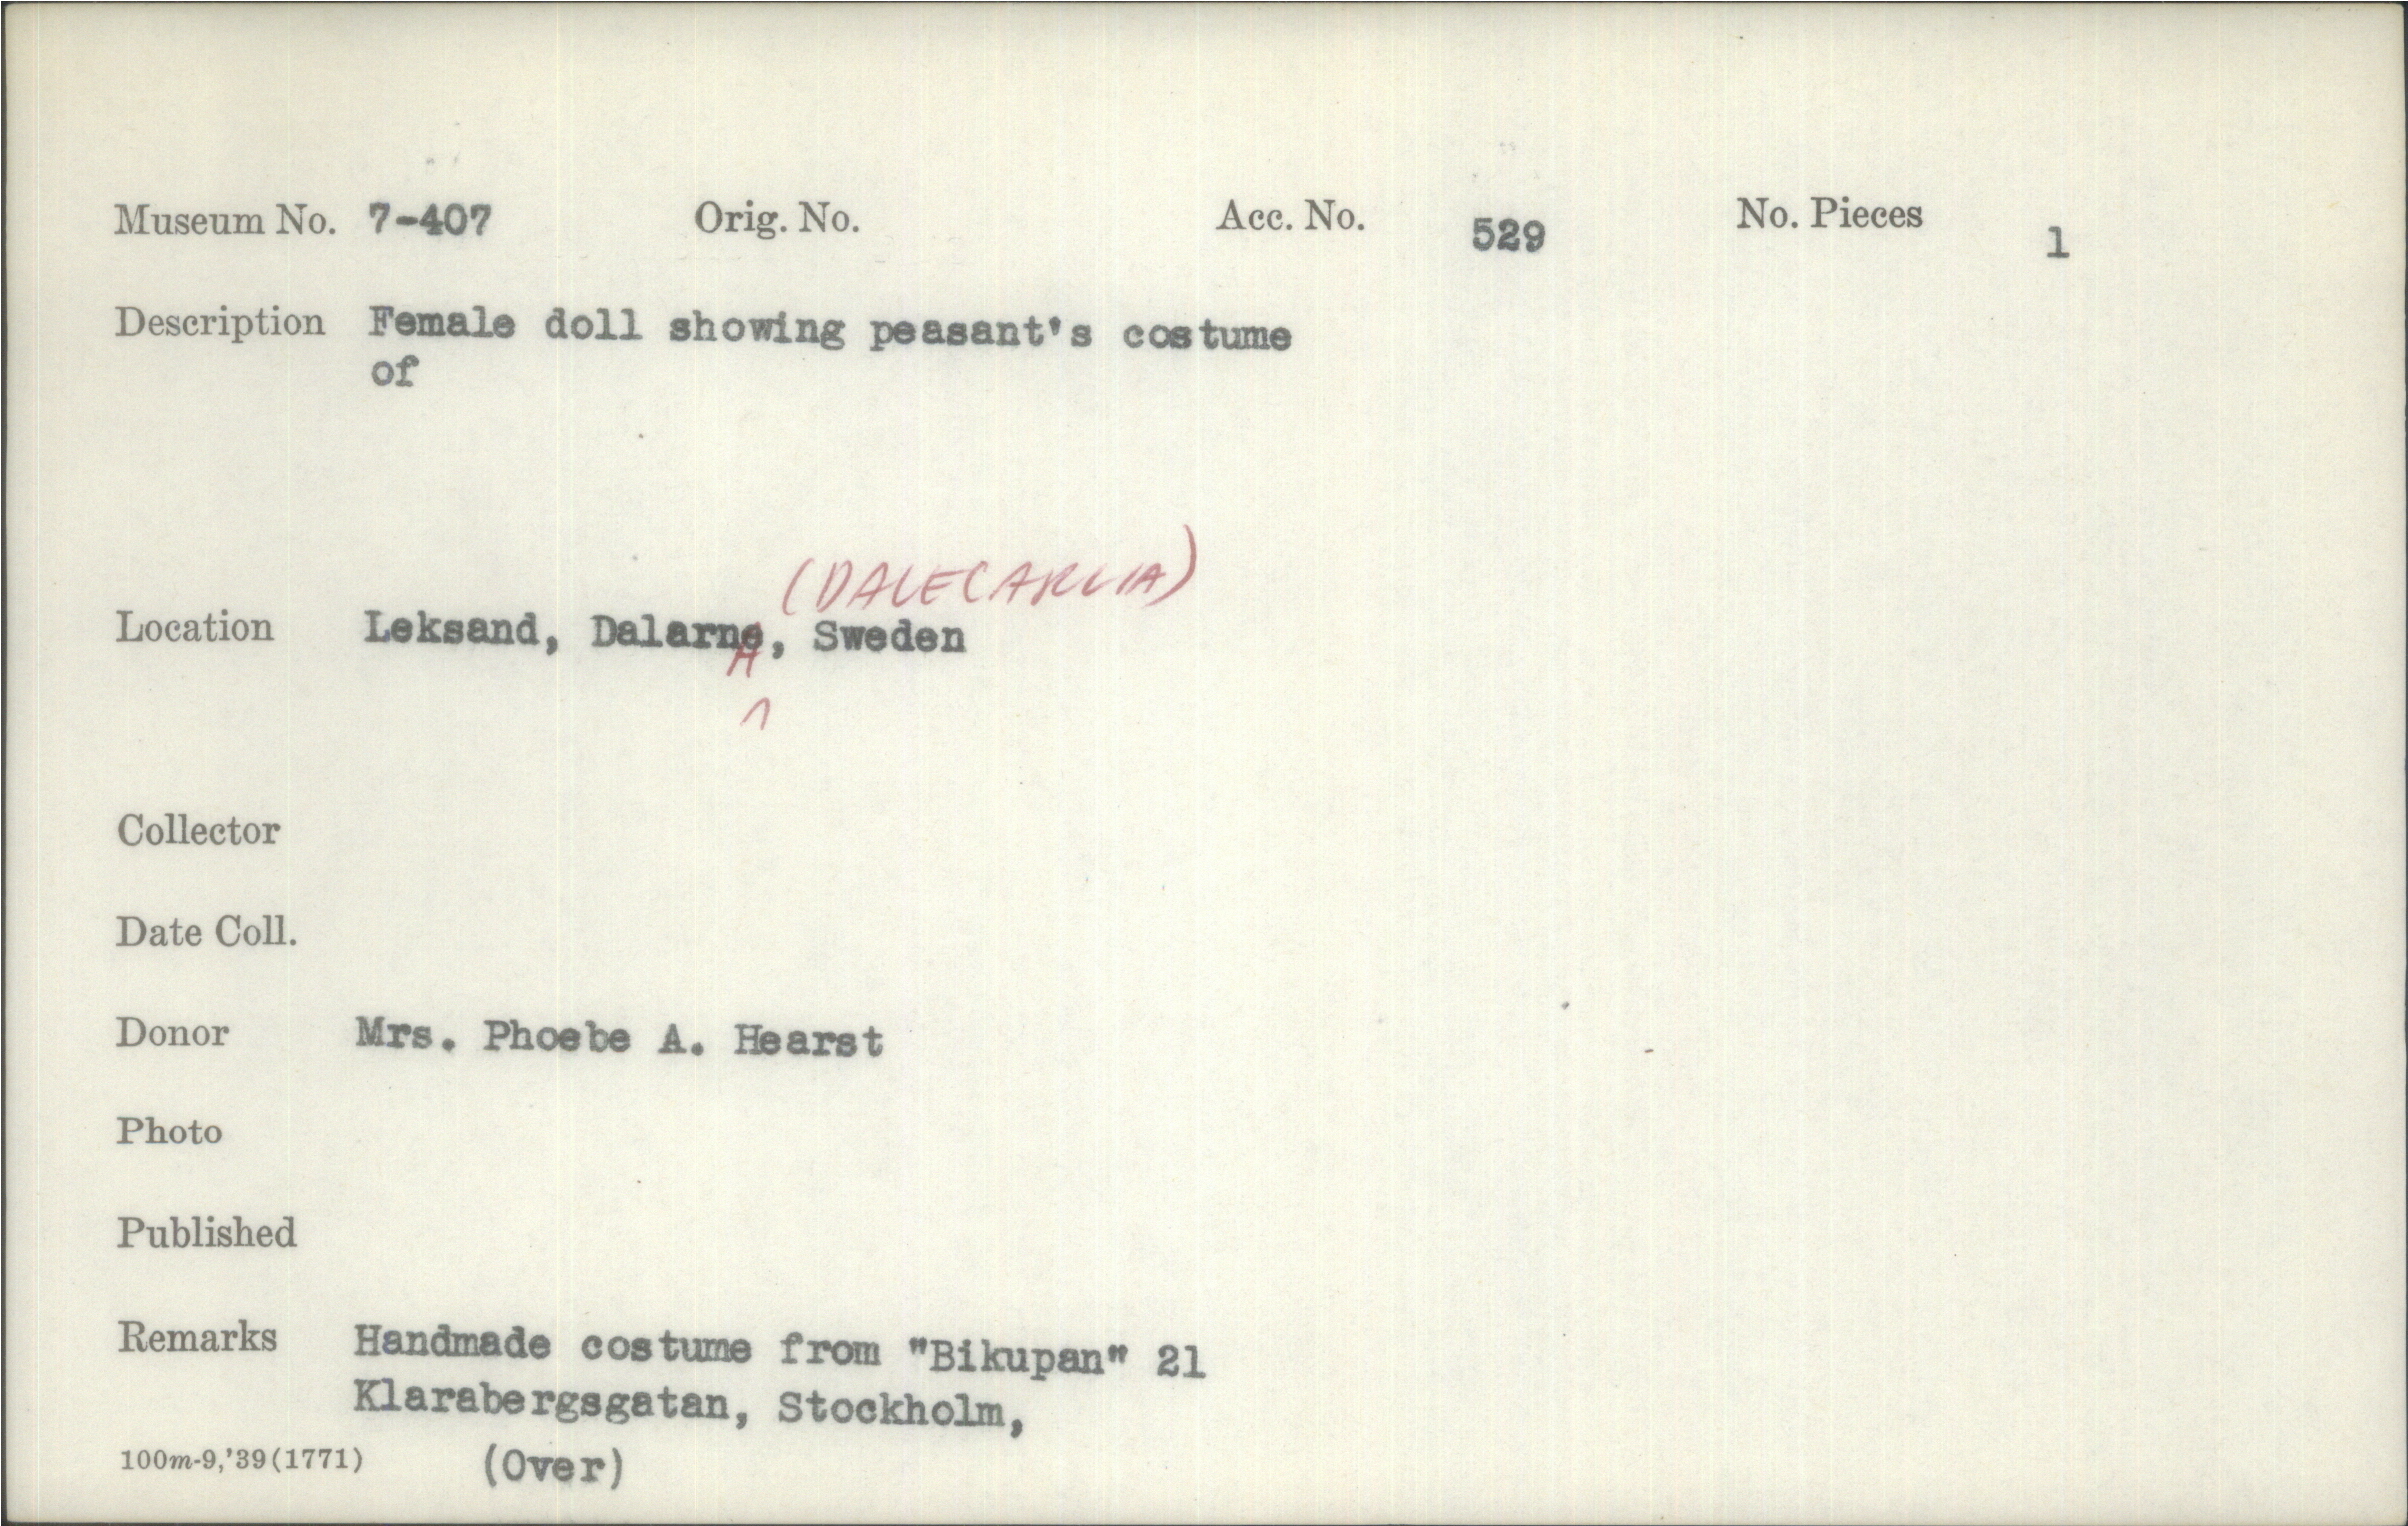 Museum No. 7-407 Orig. No. Acc. No. 529 No. Pieces 1
Description Female doll showing peasant's costume
of
(DALECARLIA)
Location Leksand, Dalarne, Sweden
A
^
Collector
Date Coll.
Donor Mrs. Phoebe A. Hearst
Photo
Published
Remarks Handmade costume from "Bikupan" 21
Klarabergsgatan, Stockholm,
100m-9,'39(1771) (Over)